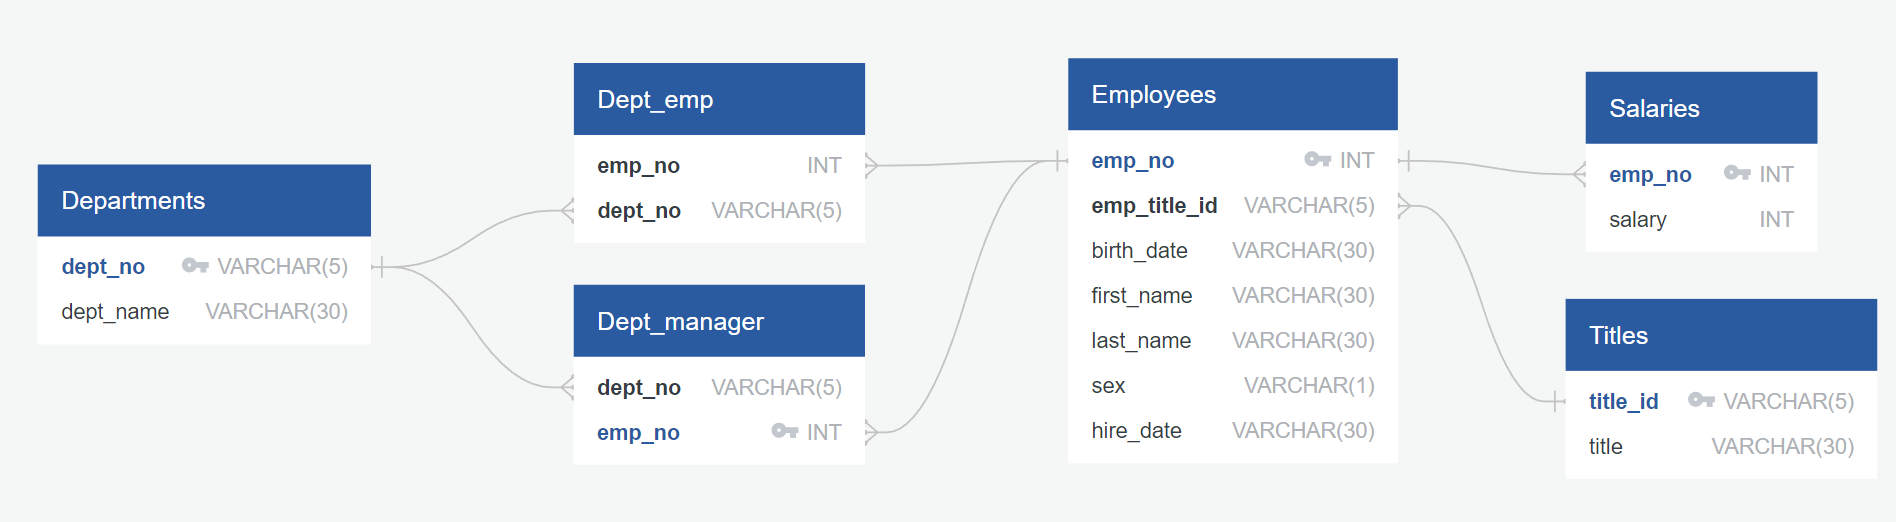 Departments
dept_no VARCHAR(5)
dept_name VARCHAR(30)
Dept_emp
emp_no INT
dept_no VARCHAR(5)
Dept_manager
dept_no VARCHAR(5)
emp_no INT
Employees
emp_no INT
emp_title_id VARCHAR(5)
birth_date VARCHAR(30)
first_name VARCHAR(30)
last_name VARCHAR(30)
sex VARCHAR(1)
hire_date VARCHAR(30)
Salaries
emp_no INT
salary INT
Titles
title_id VARCHAR(5)
title VARCHAR(30)